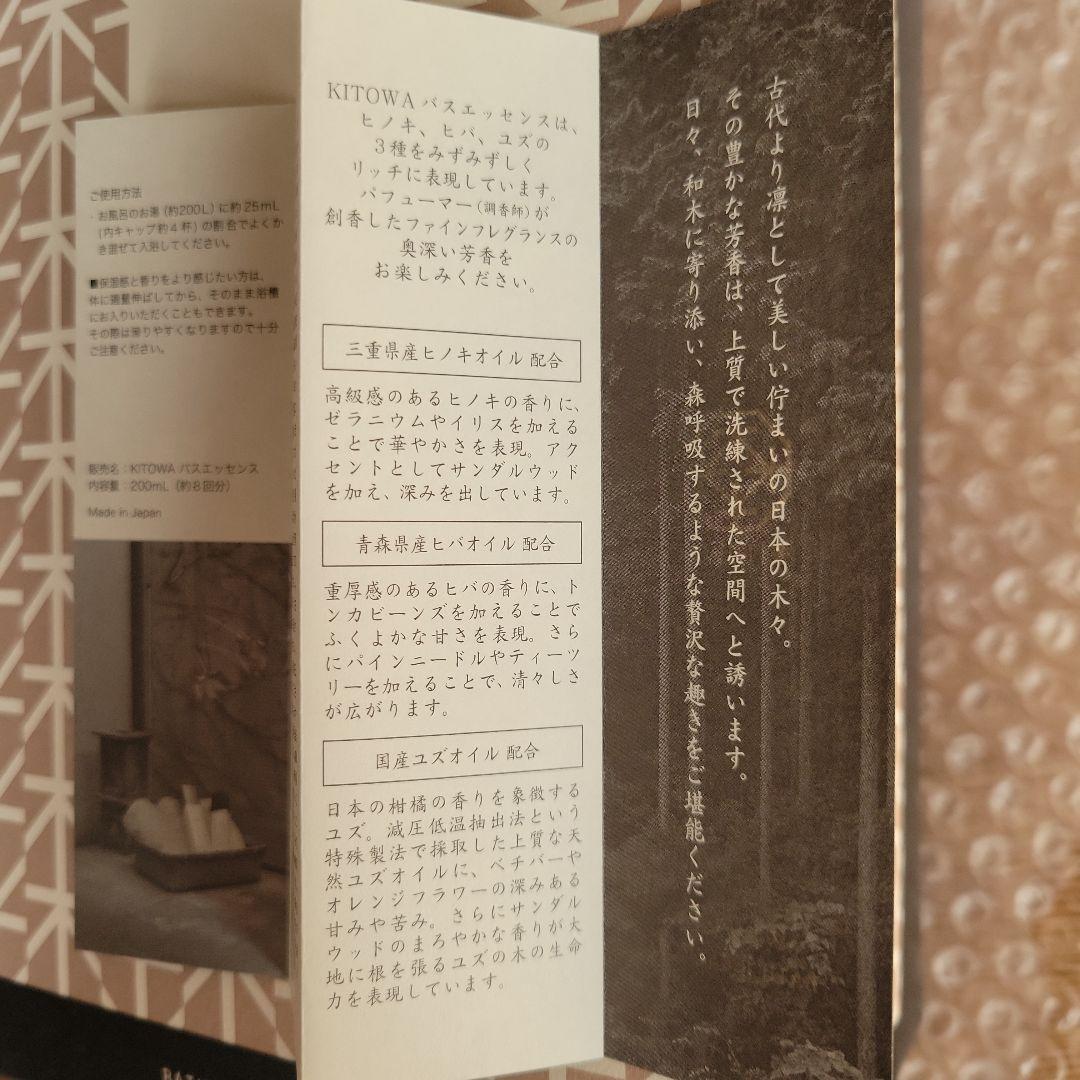 ご使用方法
・お風呂のお湯（約200L）に約25mL
（内キャップ約4杯）の割合でよくか
き混ぜて入浴してください。
■保湿感と香りをより感じたい方は、
体に適量伸ばしてから、そのまま浴槽
にお入りいただくこともできます。
その際は滑りやすくなりますので十分
ご注意ください。
販売名：KITOWA バスエッセンス
内容量：200mL（約8回分）
Made in Japan
KITOWA バスエッセンスは、
ヒノキ、ヒバ、ユズの
3種をみずみずしく
リッチに表現しています。
パフューマー（調香師）が
創香したファインフレグランスの
奥深い芳香を
お楽しみください。
三重県産ヒノキオイル 配合
高級感のあるヒノキの香りに、
ゼラニウムやイリスを加える
ことで華やかさを表現。アク
セントとしてサンダルウッド
を加え、深みを出しています。
青森県産ヒバオイル 配合
重厚感のあるヒバの香りに、ト
ンカビーンズを加えることで
ふくよかな甘さを表現。さら
にパインニードルやティーツ
リーを加えることで、清々しさ
が広がります。
国産ユズオイル 配合
日本の柑橘の香りを象徴する
ユズ。減圧低温抽出法という
特殊製法で採取した上質な天
然ユズオイルに、ベチバーや
オレンジフラワーの深みある
甘みや苦み。さらにサンダル
ウッドのまろやかな香りが大
地に根を張るユズの木の生命
力を表現しています。
古代より凛として美しい佇まいの日本の木々。
その豊かな芳香は、上質で洗練された空間へと誘います。
日々、和木に寄り添い、森呼吸するような贅沢な趣きをご堪能ください。